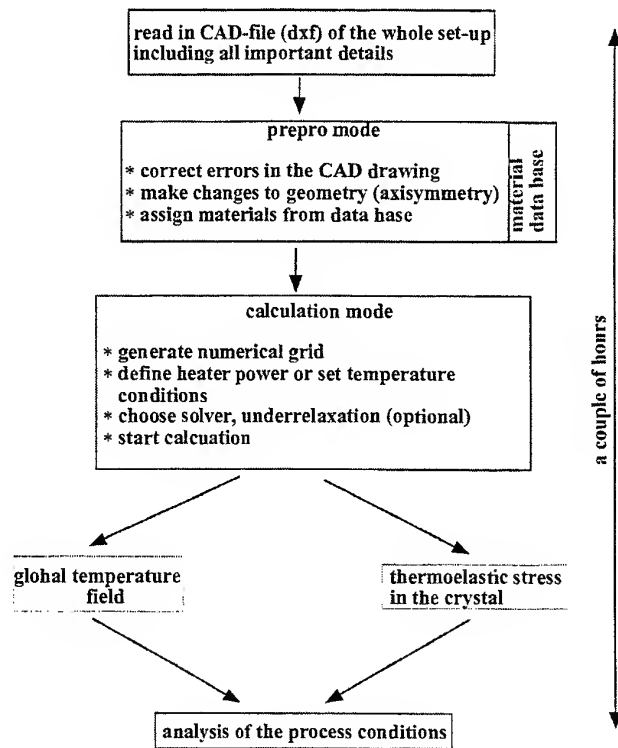 read in CAD-file (dxf) of the whole set-up
including all important details
prepro mode
* correct errors in the CAD drawing
* make changes to geometry (axisymmetry)
* assign materials from data base
material
data base
calculation mode
* generate numerical grid
* define heater power or set temperature
conditions
* choose solver, underrelaxation (optional)
* start calcuation
global temperature
field
thermoelastic stress
in the crystal
analysis of the process conditions
a couple of hours